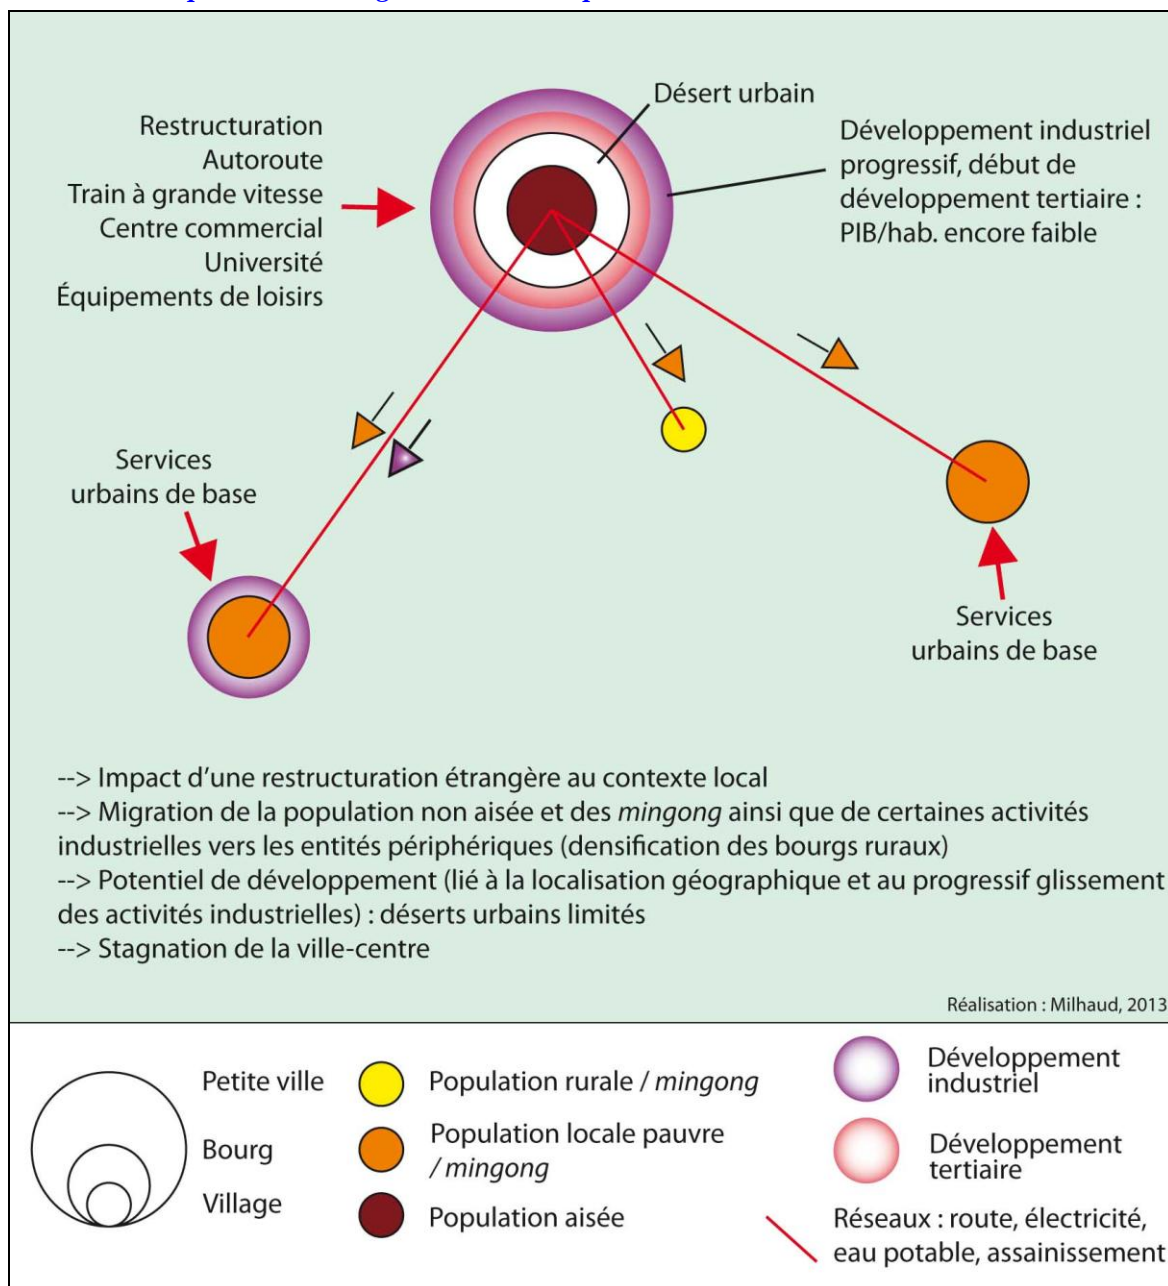 Désert urbain
Restructuration
Autoroute
Train à grande vitesse
Centre commercial
Université
Équipements de loisirs
Développement industriel
progressif, début de
développement tertiaire :
PIB/hab. encore faible
Services
urbains de base
Services
urbains de base
--> Impact d'une restructuration étrangère au contexte local
--> Migration de la population non aisée et des mingong ainsi que de certaines activités
industrielles vers les entités périphériques (densification des bourgs ruraux)
--> Potentiel de développement (lié à la localisation géographique et au progressif glissement
des activités industrielles) : déserts urbains limités
--> Stagnation de la ville-centre
Réalisation : Milhaud, 2013
Petite ville
Bourg
Village
Population rurale / mingong
Population locale pauvre
/ mingong
Population aisée
Développement
industriel
Développement
tertiaire
Réseaux : route, électricité,
eau potable, assainissement